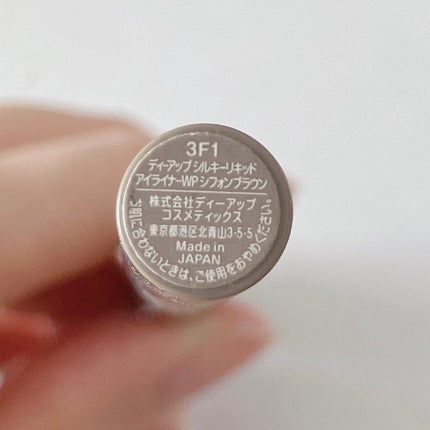 3F1
ディーアップシルキーリキッド
アイライナーWPシフォンブラウン
株式会社ディーアップ
コスメティックス
東京都港区北青山3-5-5
Made in
JAPAN
お肌に合わないときは、ご使用をおやめください。